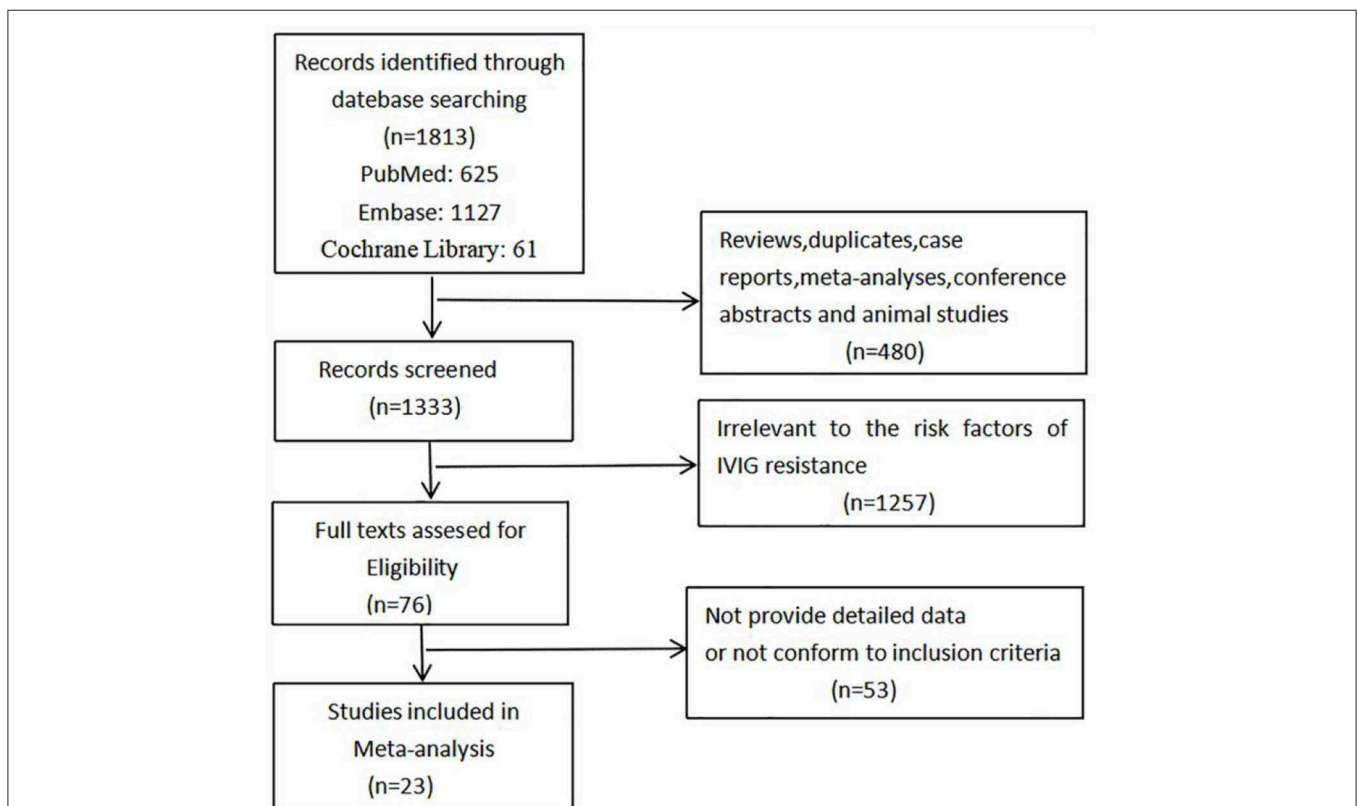 Records identified through
datebase searching
(n=1813)
PubMed: 625
Embase: 1127
Cochrane Library: 61
Reviews,duplicates,case
reports,meta-analyses,conference
abstracts and animal studies
(n=480)
Records screened
(n=1333)
Irrelevant to the risk factors of
IVIG resistance
(n=1257)
Full texts assesed for
Eligibility
(n=76)
Not provide detailed data
or not conform to inclusion criteria
(n=53)
Studies included in
Meta-analysis
(n=23)